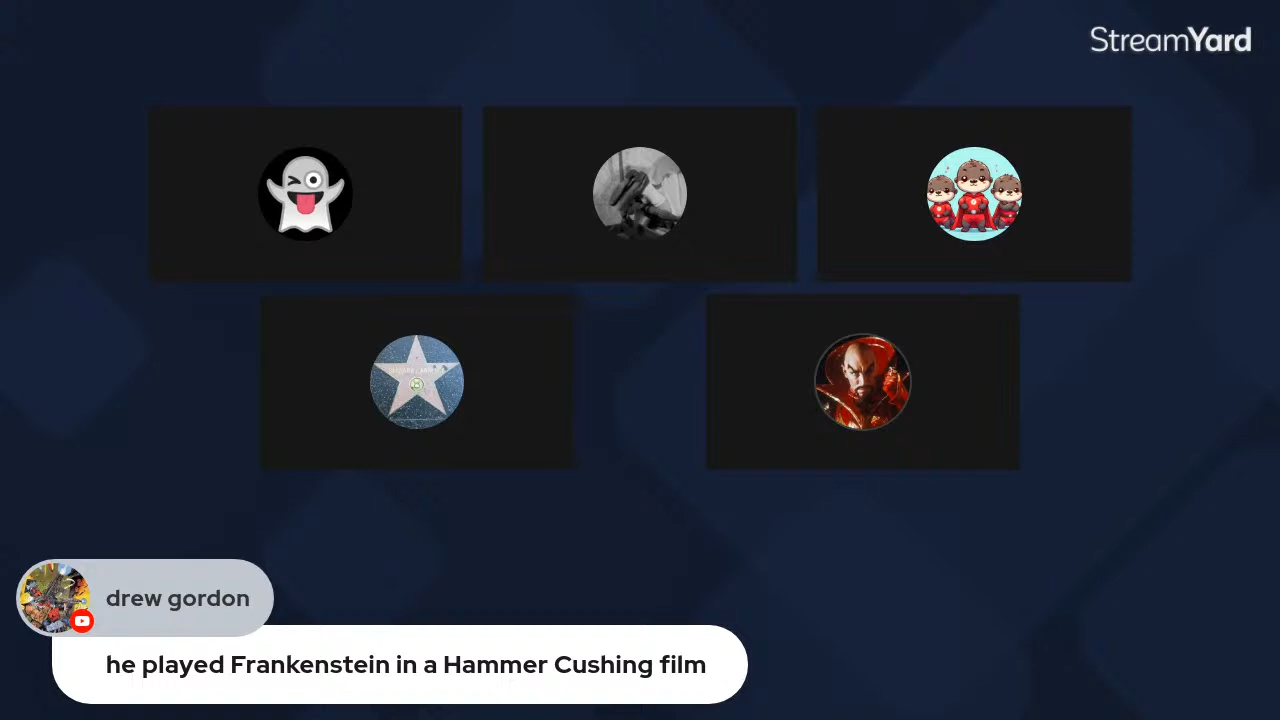 StreamYard
drew gordon
he played Frankenstein in a Hammer Cushing film